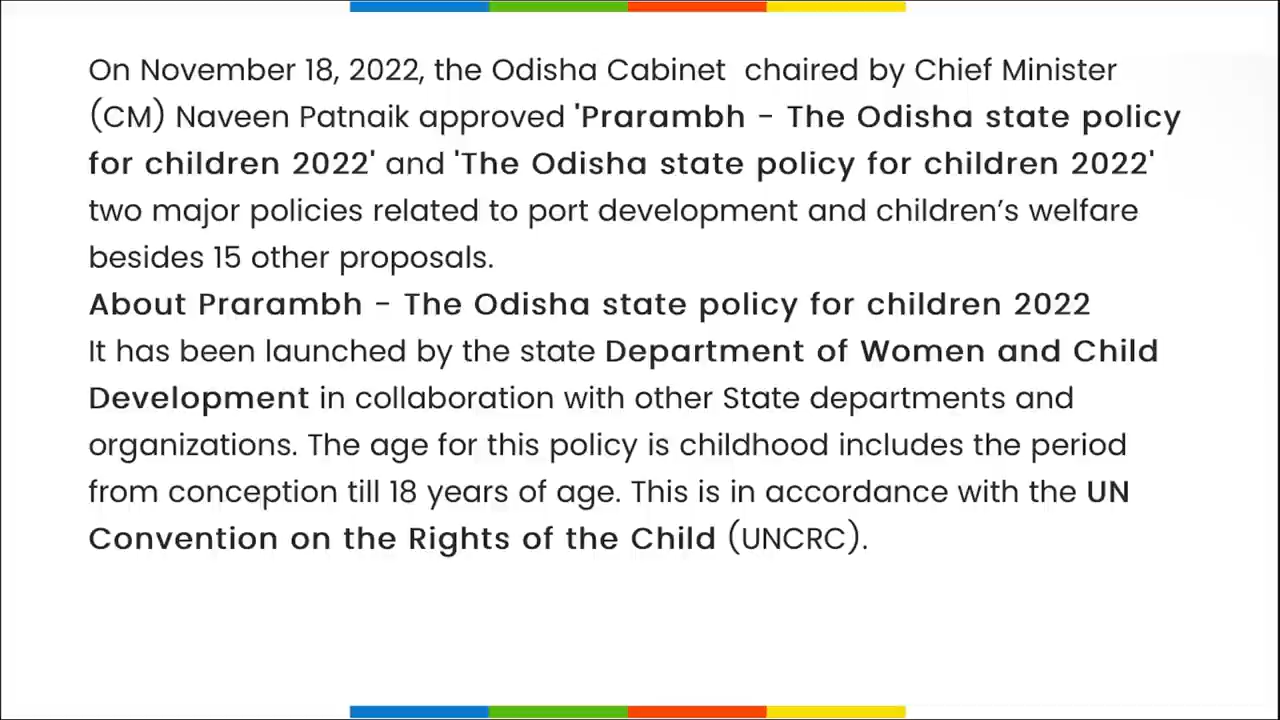 On November 18, 2022, the Odisha Cabinet chaired by Chief Minister
(CM) Naveen Patnaik approved 'Prarambh - The Odisha state policy
for children 2022' and 'The Odisha state policy for children 2022'
two major policies related to port development and children’s welfare
besides 15 other proposals.
About Prarambh - The Odisha state policy for children 2022
It has been launched by the state Department of Women and Child
Development in collaboration with other State departments and
organizations. The age for this policy is childhood includes the period
from conception till 18 years of age. This is in accordance with the UN
Convention on the Rights of the Child (UNCRC).